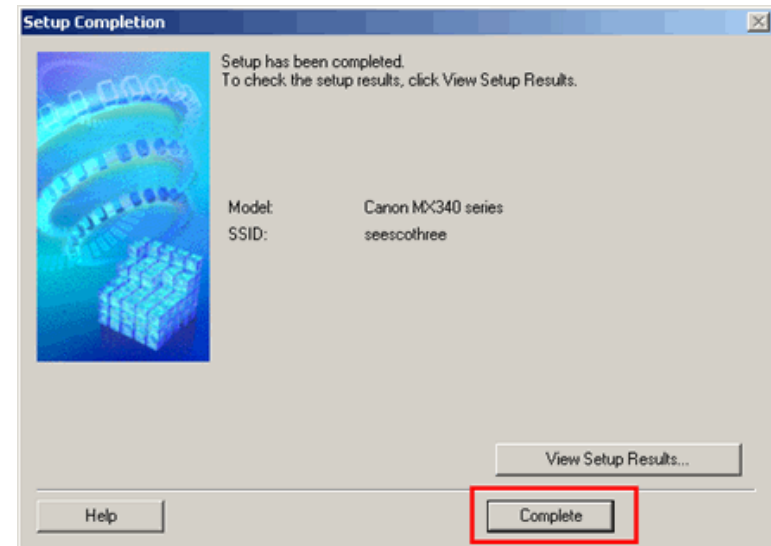 Setup Completion
Setup has been completed.
To check the setup results, click View Setup Results.
Model: Canon MX340 series
SSID: seescothree
View Setup Results...
Help Complete